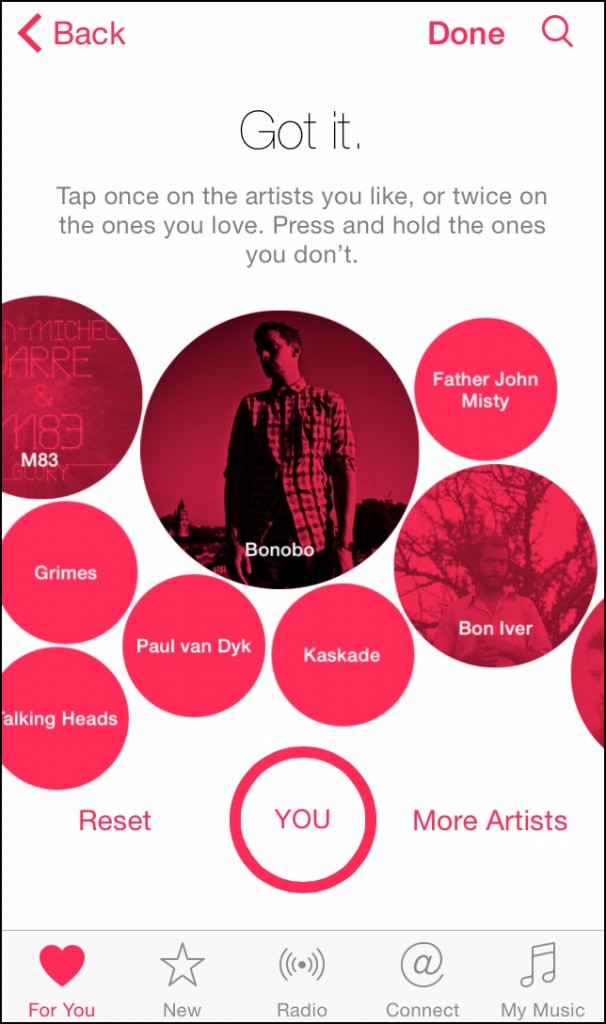 Back
Done
Got it.
Tap once on the artists you like, or twice on
the ones you love. Press and hold the ones
you don't.
N-MICHEL
JARRE
&
M83
GLORY
M83
Bonobo
Father John
Misty
Grimes
Paul van Dyk
Kaskade
Bon Iver
Talking Heads
Reset
YOU
More Artists
For You
New
Radio
Connect
My Music